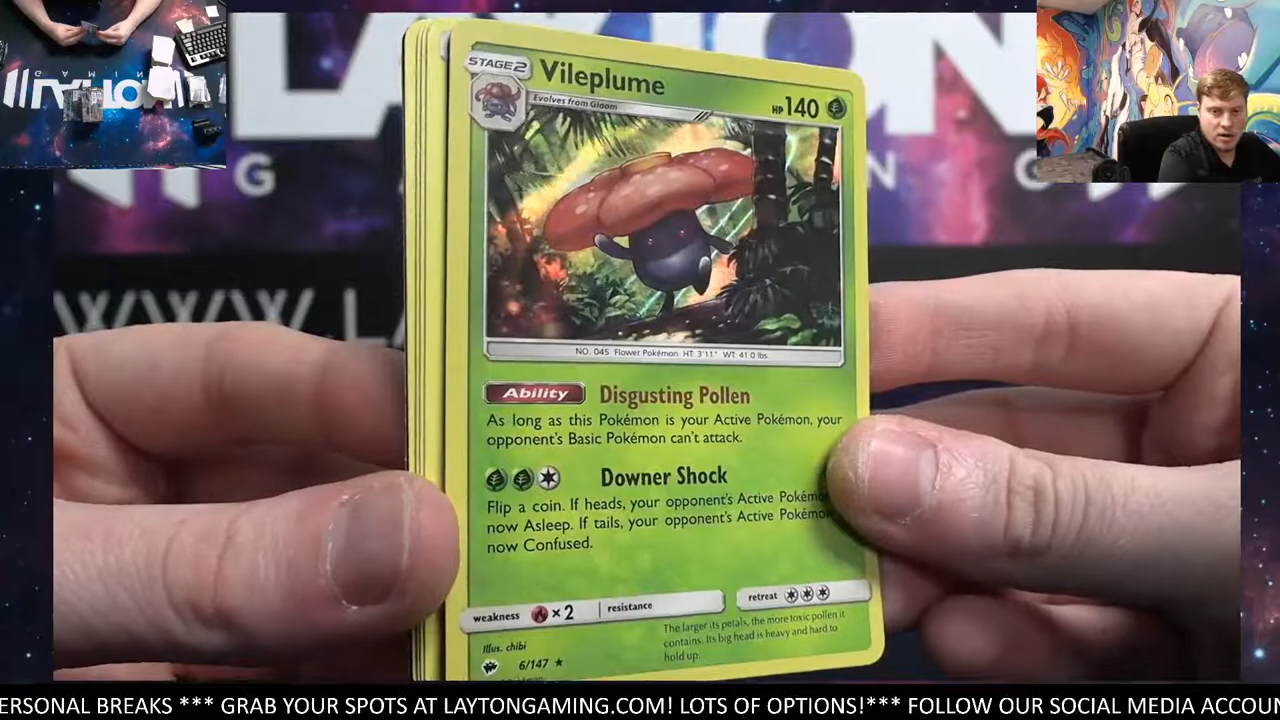 STAGE2 Vileplume HP 140
Evolves from Gloom
NO. 045 Flower Pokémon HT: 3'11" WT: 41.0 lbs.
Ability Disgusting Pollen
As long as this Pokémon is your Active Pokémon, your
opponent's Basic Pokémon can't attack.
Downer Shock
Flip a coin. If heads, your opponent's Active
now Asleep. If tails, your opponent's Active
now Confused.
weakness ×2 resistance retreat
The larger its petals, the more toxic pollen it
contains. Its big head is heavy and hard to
hold up.
Illus. chibi
6/147 ★
ERSONAL BREAKS *** GRAB YOUR SPOTS AT LAYTONGAMING.COM! LOTS OF OPTIONS!*** FOLLOW OUR SOCIAL MEDIA ACCOUN